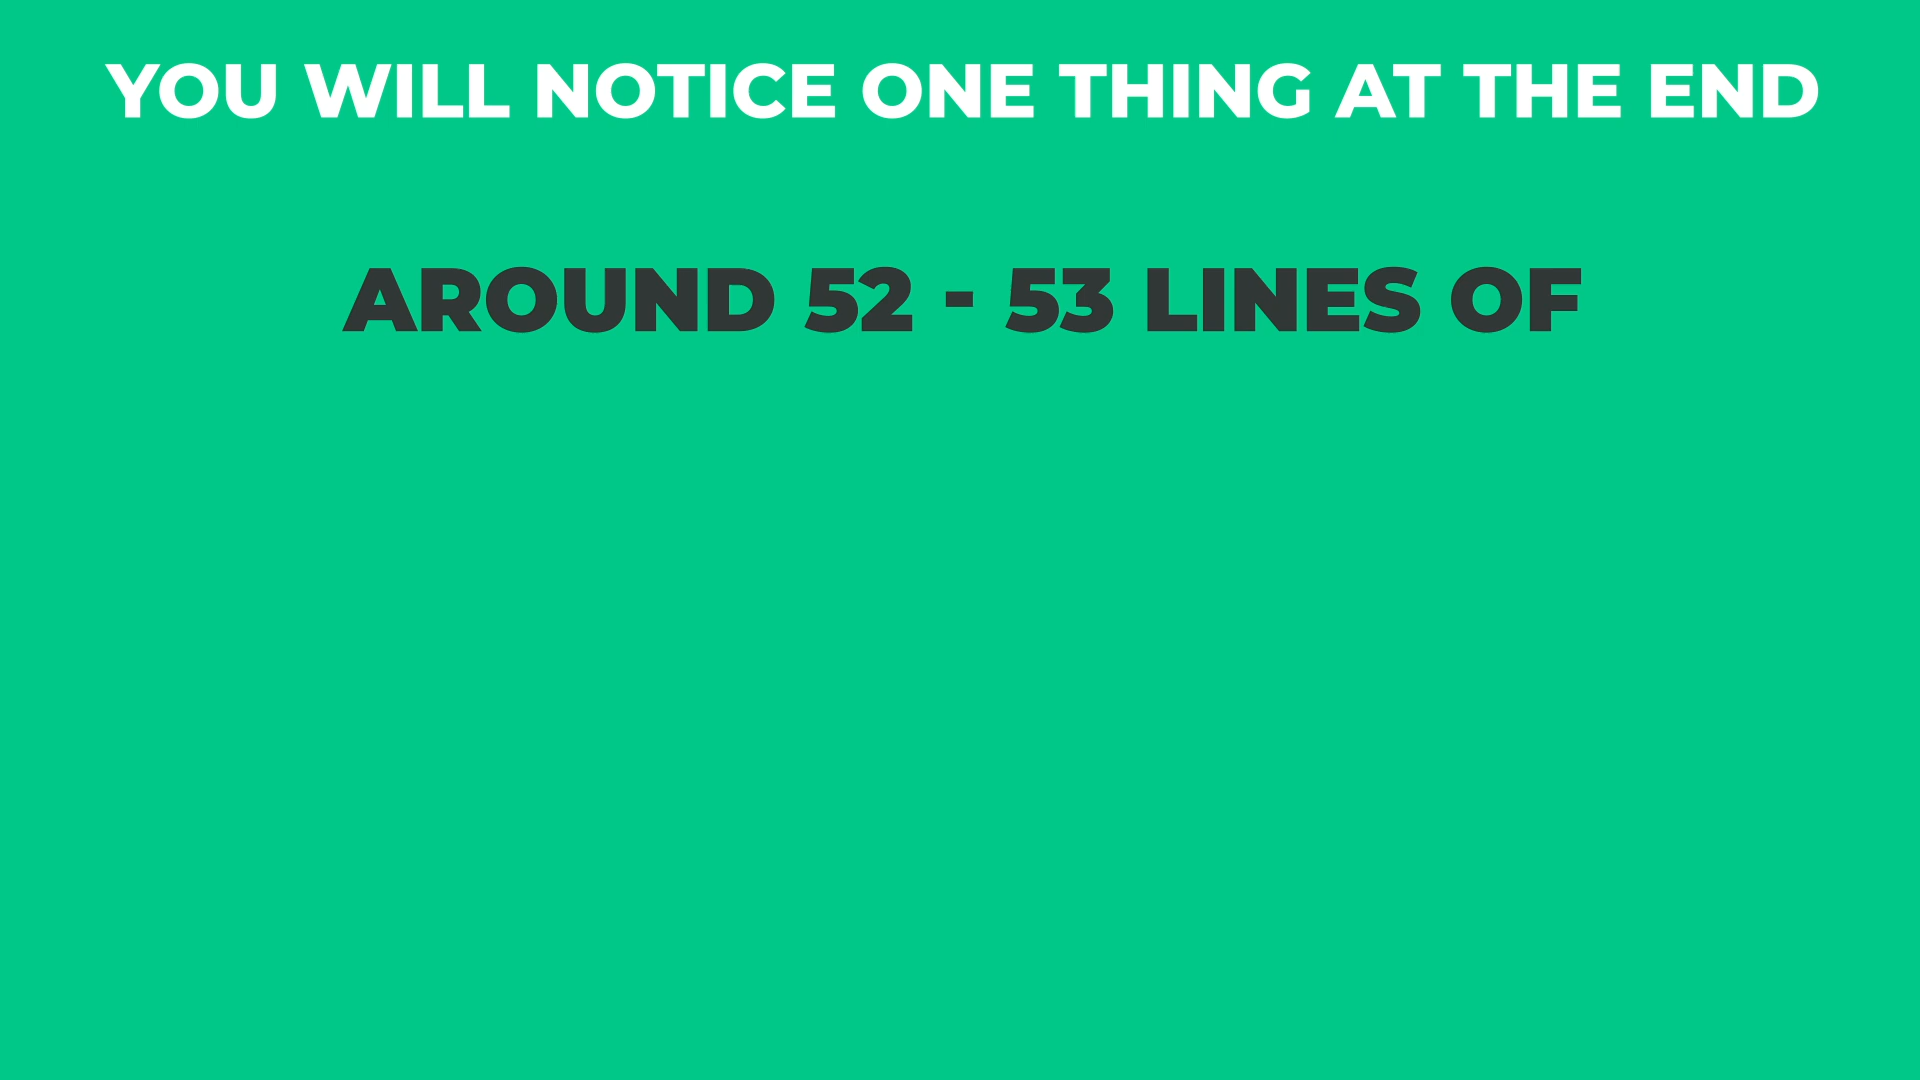 YOU WILL NOTICE ONE THING AT THE END
AROUND 52 - 53 LINES OF